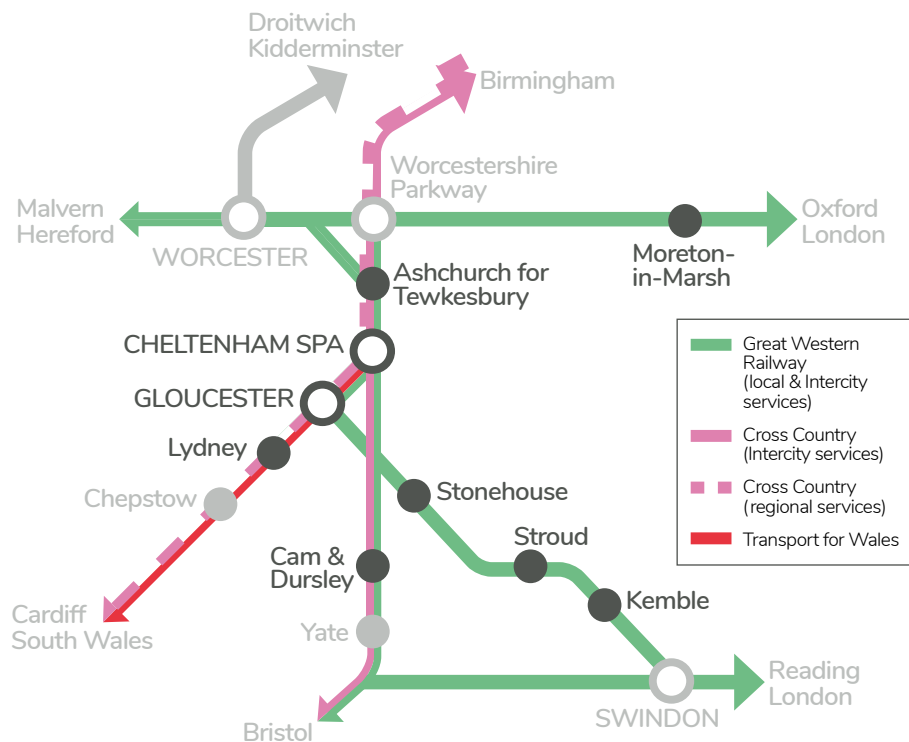 Droitwich
Kidderminster
Birmingham
Worcestershire
Parkway
Malvern
Hereford
WORCESTER
Oxford
London
Moreton-
in-Marsh
Ashchurch for
Tewkesbury
CHELTENHAM SPA
GLOUCESTER
Lydney
Chepstow
Stonehouse
Stroud
Cam &
Dursley
Kemble
Cardiff
South Wales
Yate
Reading
London
SWINDON
Bristol
Great Western
Railway
(local & Intercity
services)
Cross Country
(Intercity services)
Cross Country
(regional services)
Transport for Wales